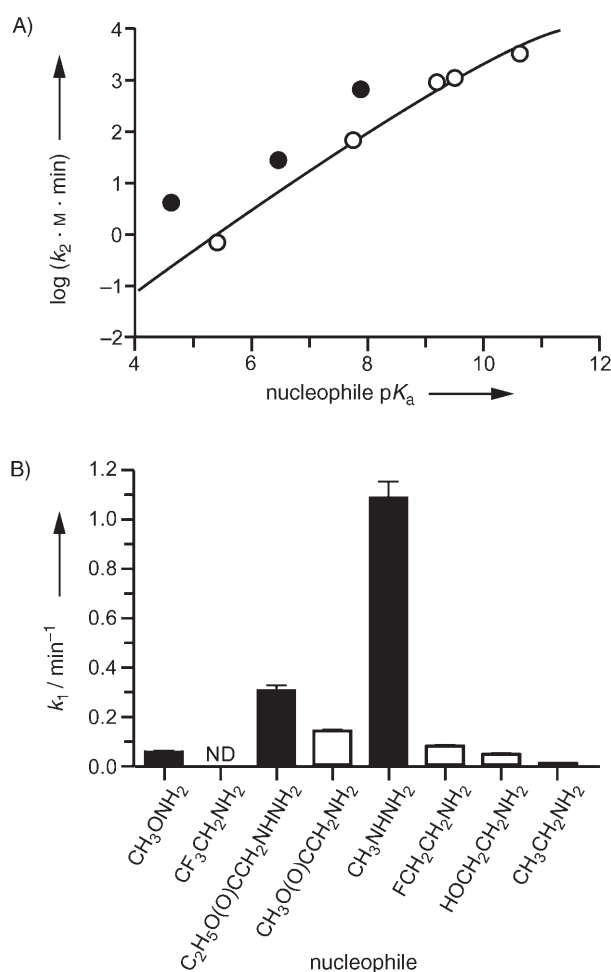 A)
4
3
2
1
0
–1
–2
log (k₂ · M · min)
4
6
8
10
12
nucleophile pKₐ
B)
1.2
1.0
0.8
0.6
0.4
0.2
0.0
k₁ / min⁻¹
ND
CH₃ONH₂
CF₃CH₂NH₂
C₂H₅O(O)CCH₂NHNH₂
CH₃O(O)CCH₂NH₂
CH₃NHNH₂
FCH₂CH₂NH₂
HOCH₂CH₂NH₂
CH₃CH₂NH₂
nucleophile